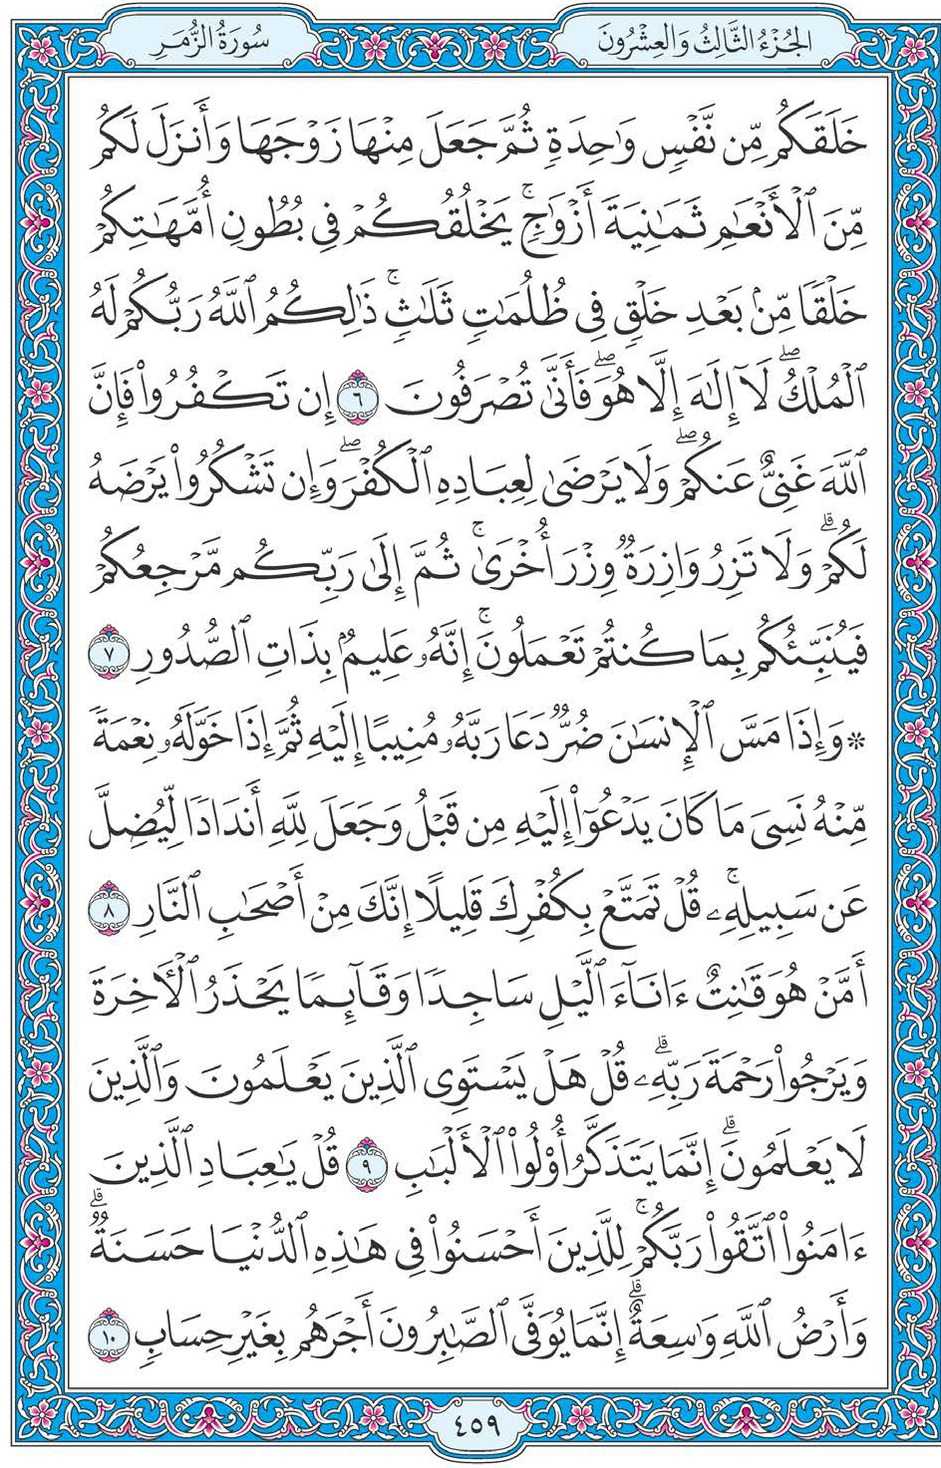 الجُزْءُ الثَّالِثُ وَالعِشْرُونَ
سُورَةُ الزُّمَرِ
خَلَقَكُم مِّن نَّفْسٖ وَٰحِدَةٖ ثُمَّ جَعَلَ مِنْهَا زَوْجَهَا وَأَنزَلَ لَكُم
مِّنَ ٱلْأَنْعَٰمِ ثَمَٰنِيَةَ أَزْوَٰجٖۚ يَخْلُقُكُمْ فِي بُطُونِ أُمَّهَٰتِكُمْ
خَلْقٗا مِّنۢ بَعْدِ خَلْقٖ فِي ظُلُمَٰتٖ ثَلَٰثٖۚ ذَٰلِكُمُ ٱللَّهُ رَبُّكُمْ لَهُ
ٱلْمُلْكُۖ لَآ إِلَٰهَ إِلَّا هُوَۖ فَأَنَّىٰ تُصْرَفُونَ ٦ إِن تَكْفُرُواْ فَإِنَّ
ٱللَّهَ غَنِيٌّ عَنكُمْۖ وَلَا يَرْضَىٰ لِعِبَادِهِ ٱلْكُفْرَۖ وَإِن تَشْكُرُواْ يَرْضَهُ
لَكُمْۗ وَلَا تَزِرُ وَازِرَةٞ وِزْرَ أُخْرَىٰۚ ثُمَّ إِلَىٰ رَبِّكُم مَّرْجِعُكُمْ
فَيُنَبِّئُكُم بِمَا كُنتُمْ تَعْمَلُونَۚ إِنَّهُۥ عَلِيمُۢ بِذَاتِ ٱلصُّدُورِ ٧
* وَإِذَا مَسَّ ٱلْإِنسَٰنَ ضُرّٞ دَعَا رَبَّهُۥ مُنِيبًا إِلَيْهِ ثُمَّ إِذَا خَوَّلَهُۥ نِعْمَةٗ
مِّنْهُ نَسِيَ مَا كَانَ يَدْعُوٓاْ إِلَيْهِ مِن قَبْلُ وَجَعَلَ لِلَّهِ أَندَادٗا لِّيُضِلَّ
عَن سَبِيلِهِۦۚ قُلْ تَمَتَّعْ بِكُفْرِكَ قَلِيلًا إِنَّكَ مِنْ أَصْحَٰبِ ٱلنَّارِ ٨
أَمَّنْ هُوَ قَٰنِتٌ ءَانَآءَ ٱلَّيْلِ سَاجِدٗا وَقَآئِمٗا يَحْذَرُ ٱلْأٓخِرَةَ
وَيَرْجُواْ رَحْمَةَ رَبِّهِۦۗ قُلْ هَلْ يَسْتَوِي ٱلَّذِينَ يَعْلَمُونَ وَٱلَّذِينَ
لَا يَعْلَمُونَۗ إِنَّمَا يَتَذَكَّرُ أُوْلُواْ ٱلْأَلْبَٰبِ ٩ قُلْ يَٰعِبَادِ ٱلَّذِينَ
ءَامَنُواْ ٱتَّقُواْ رَبَّكُمْۚ لِلَّذِينَ أَحْسَنُواْ فِي هَٰذِهِ ٱلدُّنْيَا حَسَنَةٞۗ
وَأَرْضُ ٱللَّهِ وَٰسِعَةٌۗ إِنَّمَا يُوَفَّى ٱلصَّٰبِرُونَ أَجْرَهُم بِغَيْرِ حِسَابٖ ١٠
٤٥٩